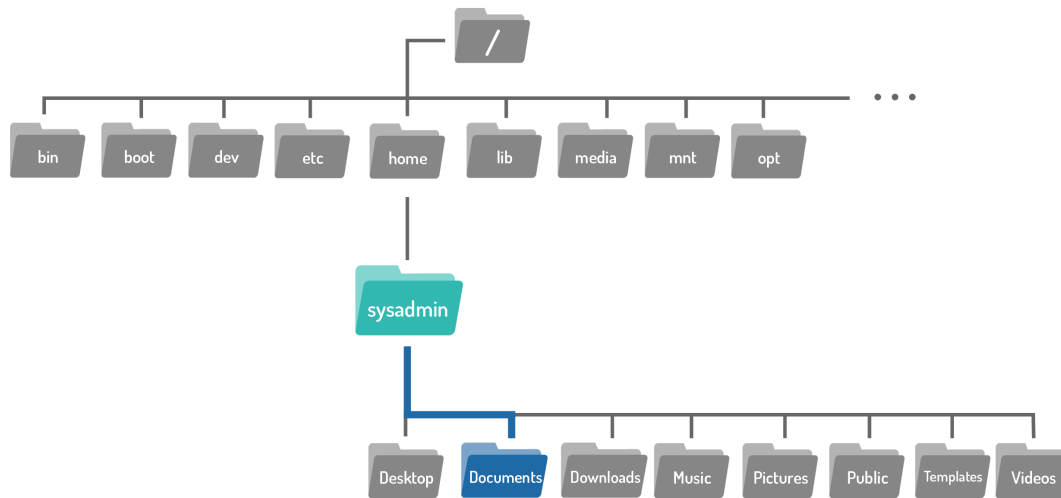 /
bin boot dev etc home lib media mnt opt ...
sysadmin
Desktop Documents Downloads Music Pictures Public Templates Videos